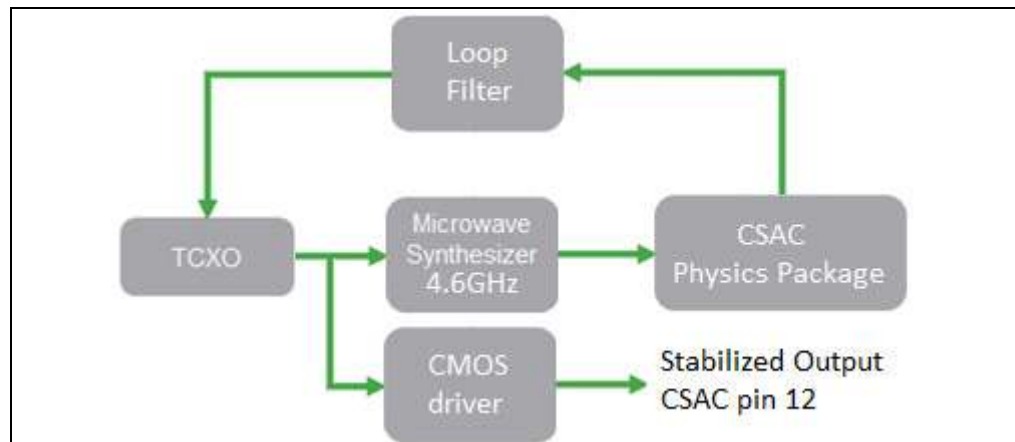 Loop
Filter
TCXO
Microwave
Synthesizer
4.6GHz
CSAC
Physics Package
CMOS
driver
Stabilized Output
CSAC pin 12